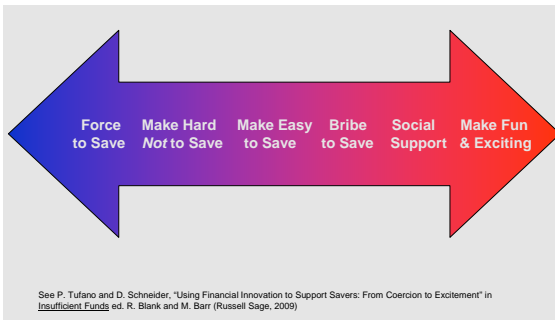 Force Make Hard Make Easy Bribe Social Make Fun
to Save Not to Save to Save to Save Support & Exciting
See P. Tufano and D. Schneider, “Using Financial Innovation to Support Savers: From Coercion to Excitement” in
Insufficient Funds ed. R. Blank and M. Barr (Russell Sage, 2009)